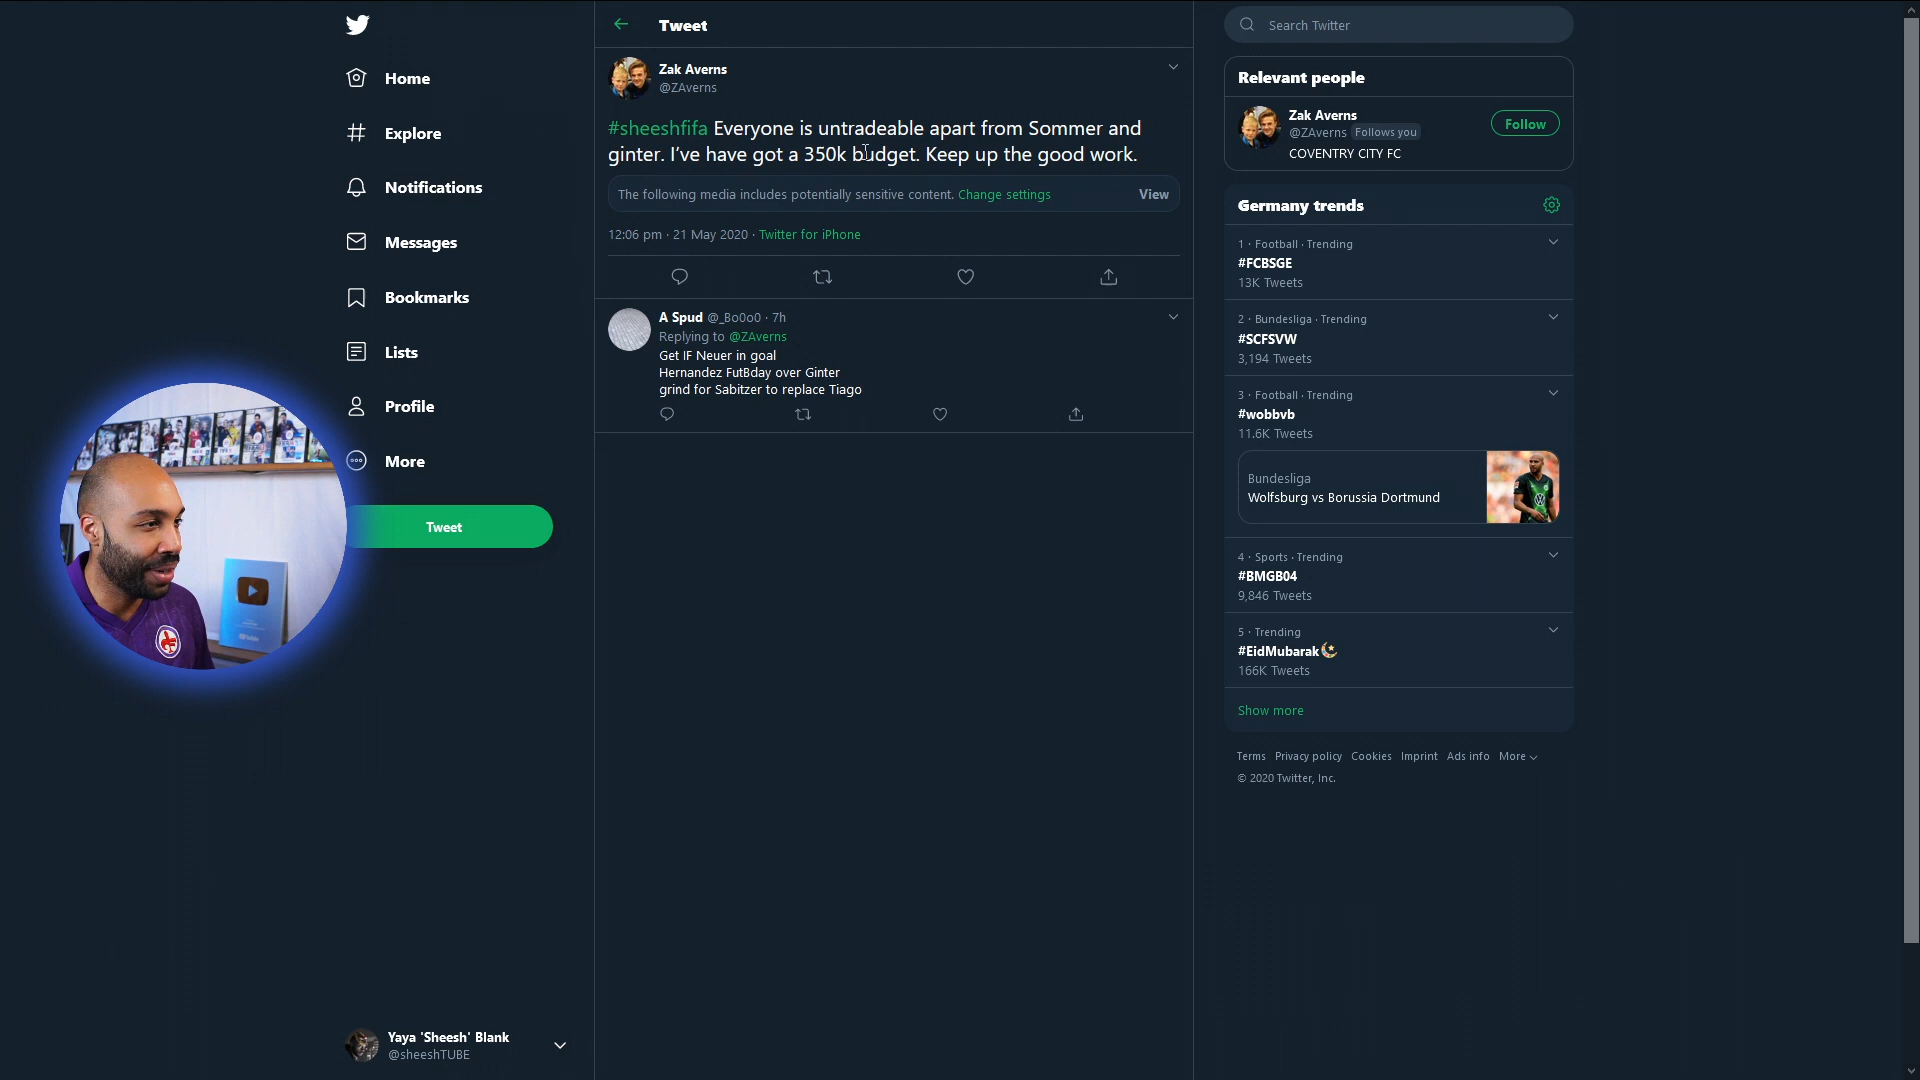 Home
Explore
Notifications
Messages
Bookmarks
Lists
Profile
More
Tweet
Yaya 'Sheesh' Blank
@sheeshTUBE
Tweet
Zak Averns
@ZAverns
#sheeshfifa Everyone is untradeable apart from Sommer and
ginter. I've have got a 350k budget. Keep up the good work.
The following media includes potentially sensitive content. Change settings
View
12:06 pm · 21 May 2020 · Twitter for iPhone
A Spud @_Bo0o0 · 7h
Replying to @ZAverns
Get IF Neuer in goal
Hernandez FutBday over Ginter
grind for Sabitzer to replace Tiago
Search Twitter
Relevant people
Zak Averns
@ZAverns Follows you
Follow
COVENTRY CITY FC
Germany trends
1 · Football · Trending
#FCBSGE
13K Tweets
2 · Bundesliga · Trending
#SCFSVW
3,194 Tweets
3 · Football · Trending
#wobbvb
11.6K Tweets
Bundesliga
Wolfsburg vs Borussia Dortmund
4 · Sports · Trending
#BMGB04
9,846 Tweets
5 · Trending
#EidMubarak
166K Tweets
Show more
Terms Privacy policy Cookies Imprint Ads info More
© 2020 Twitter, Inc.